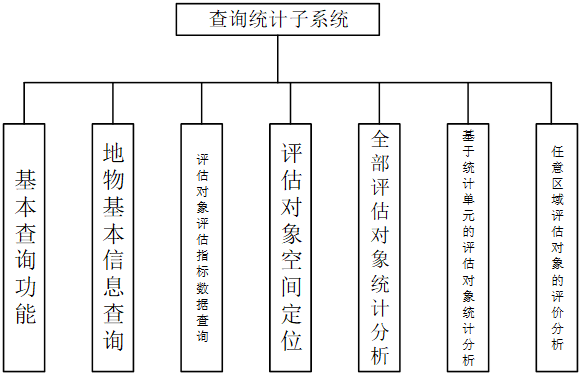 查询统计子系统
基本查询功能
地物基本信息查询
评估对象评估指标数据查询
评估对象空间定位
全部评估对象统计分析
基于统计单元的评估对象统计分析
任意区域评估对象的评价分析